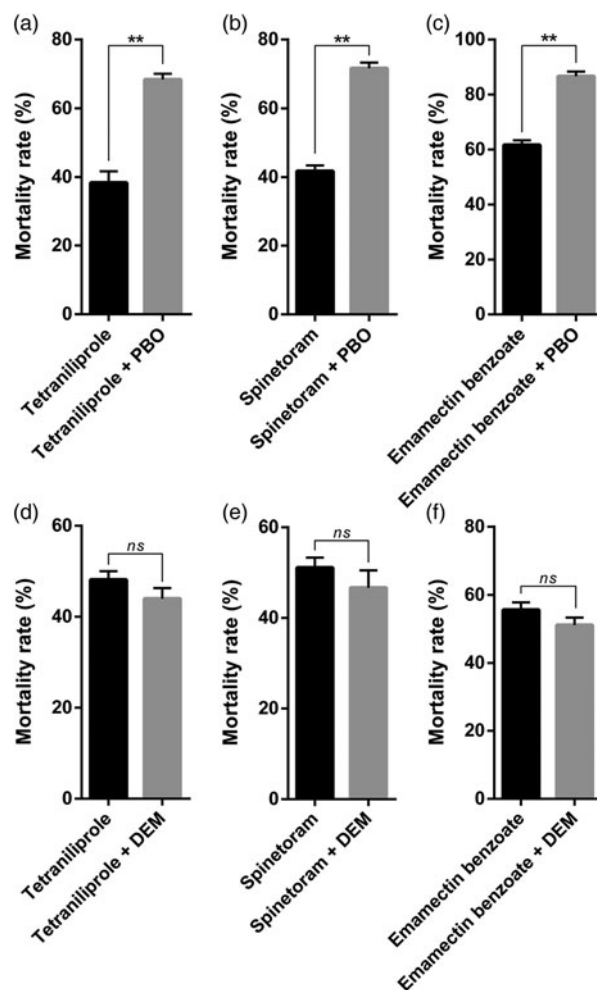 (a)
**
Mortality rate (%)
80
60
40
20
0
Tetraniliprole
Tetraniliprole + PBO
(b)
**
Mortality rate (%)
80
60
40
20
0
Spinetoram
Spinetoram + PBO
(c)
**
Mortality rate (%)
100
80
60
40
20
0
Emamectin benzoate
Emamectin benzoate + PBO
(d)
ns
Mortality rate (%)
60
40
20
0
Tetraniliprole
Tetraniliprole + DEM
(e)
ns
Mortality rate (%)
60
40
20
0
Spinetoram
Spinetoram + DEM
(f)
ns
Mortality rate (%)
80
60
40
20
0
Emamectin benzoate
Emamectin benzoate + DEM